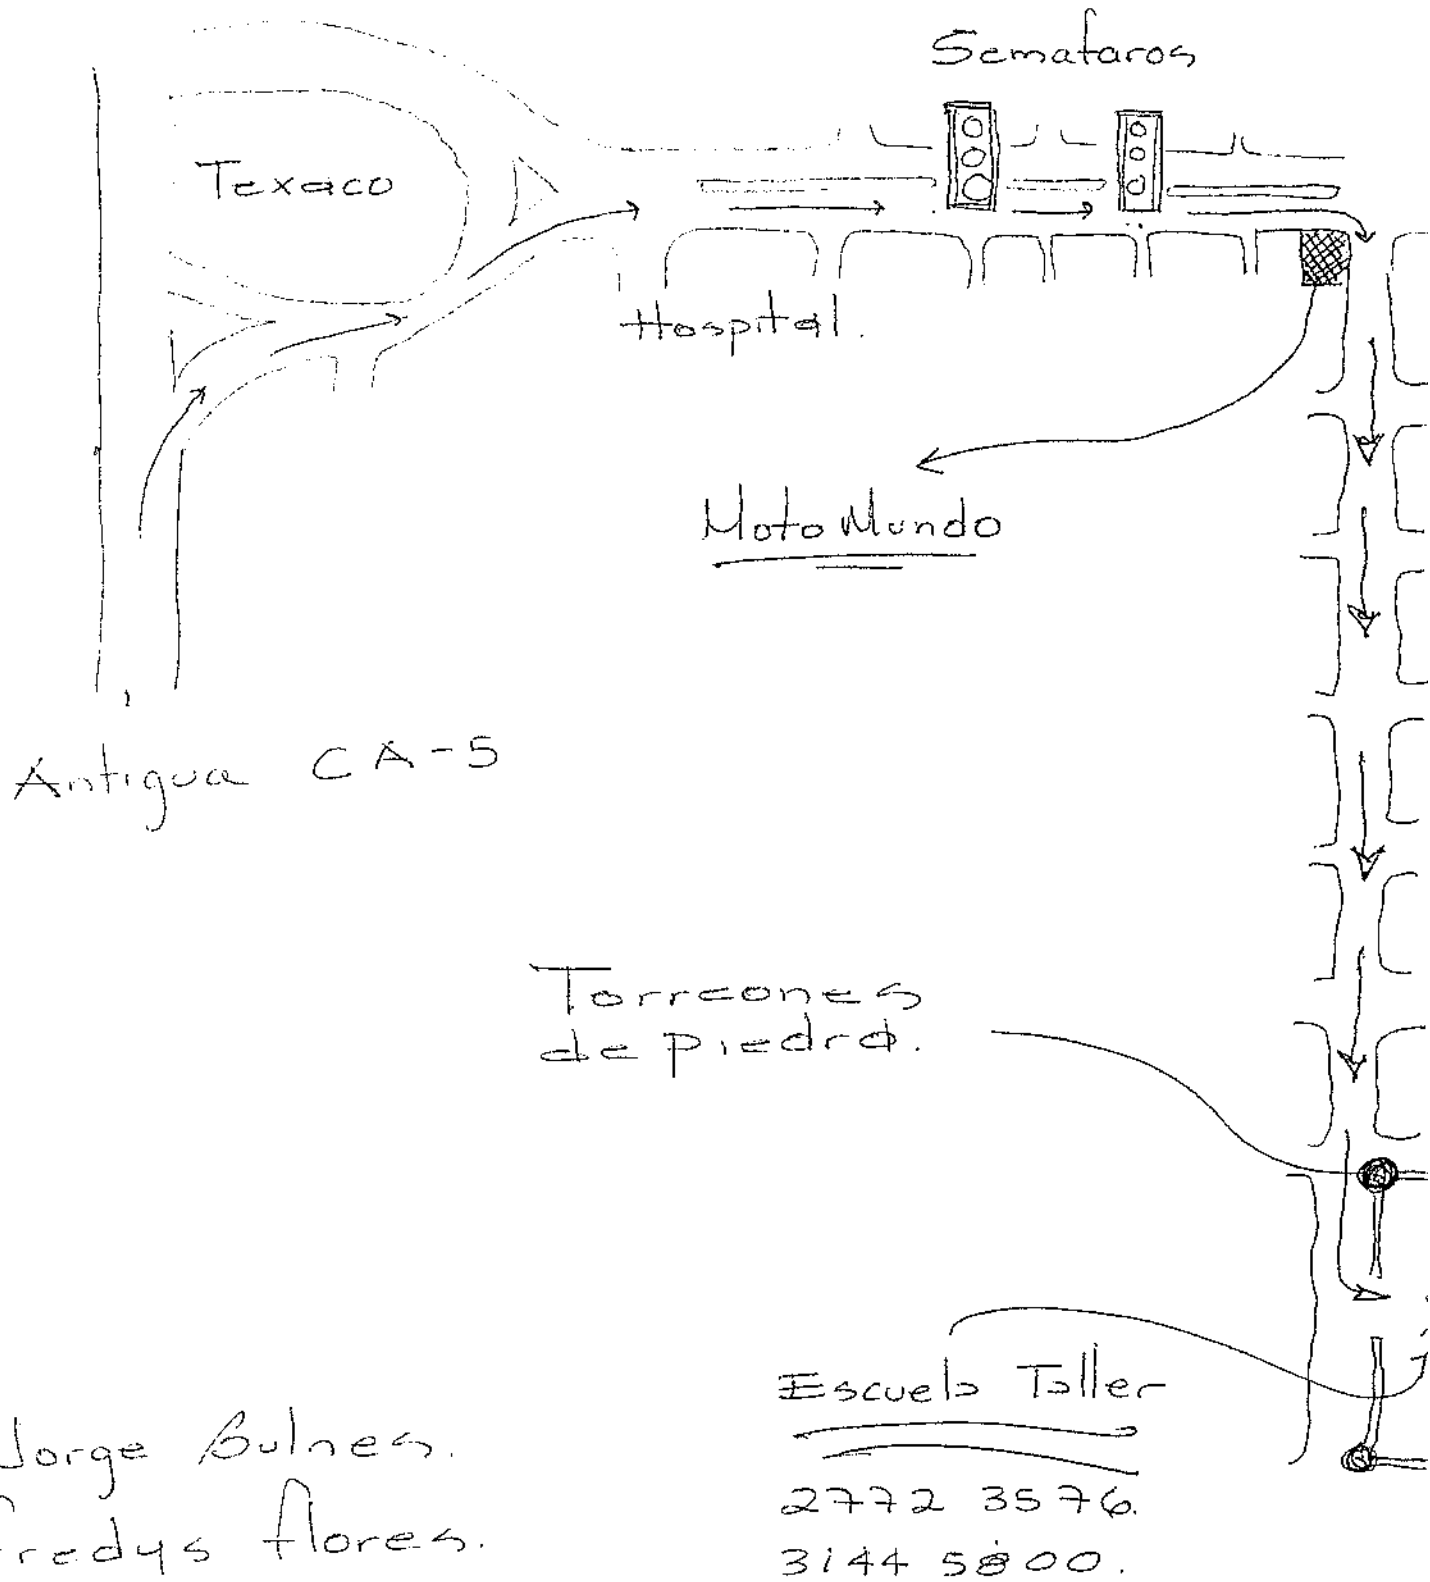 Semafaros
Texaco
Hospital.
Moto Mundo
Antigua CA-5
Torreones
de piedra.
Escuela Taller
2772 3576.
3144 5800.
Jorge Bulnes.
Fredys flores.